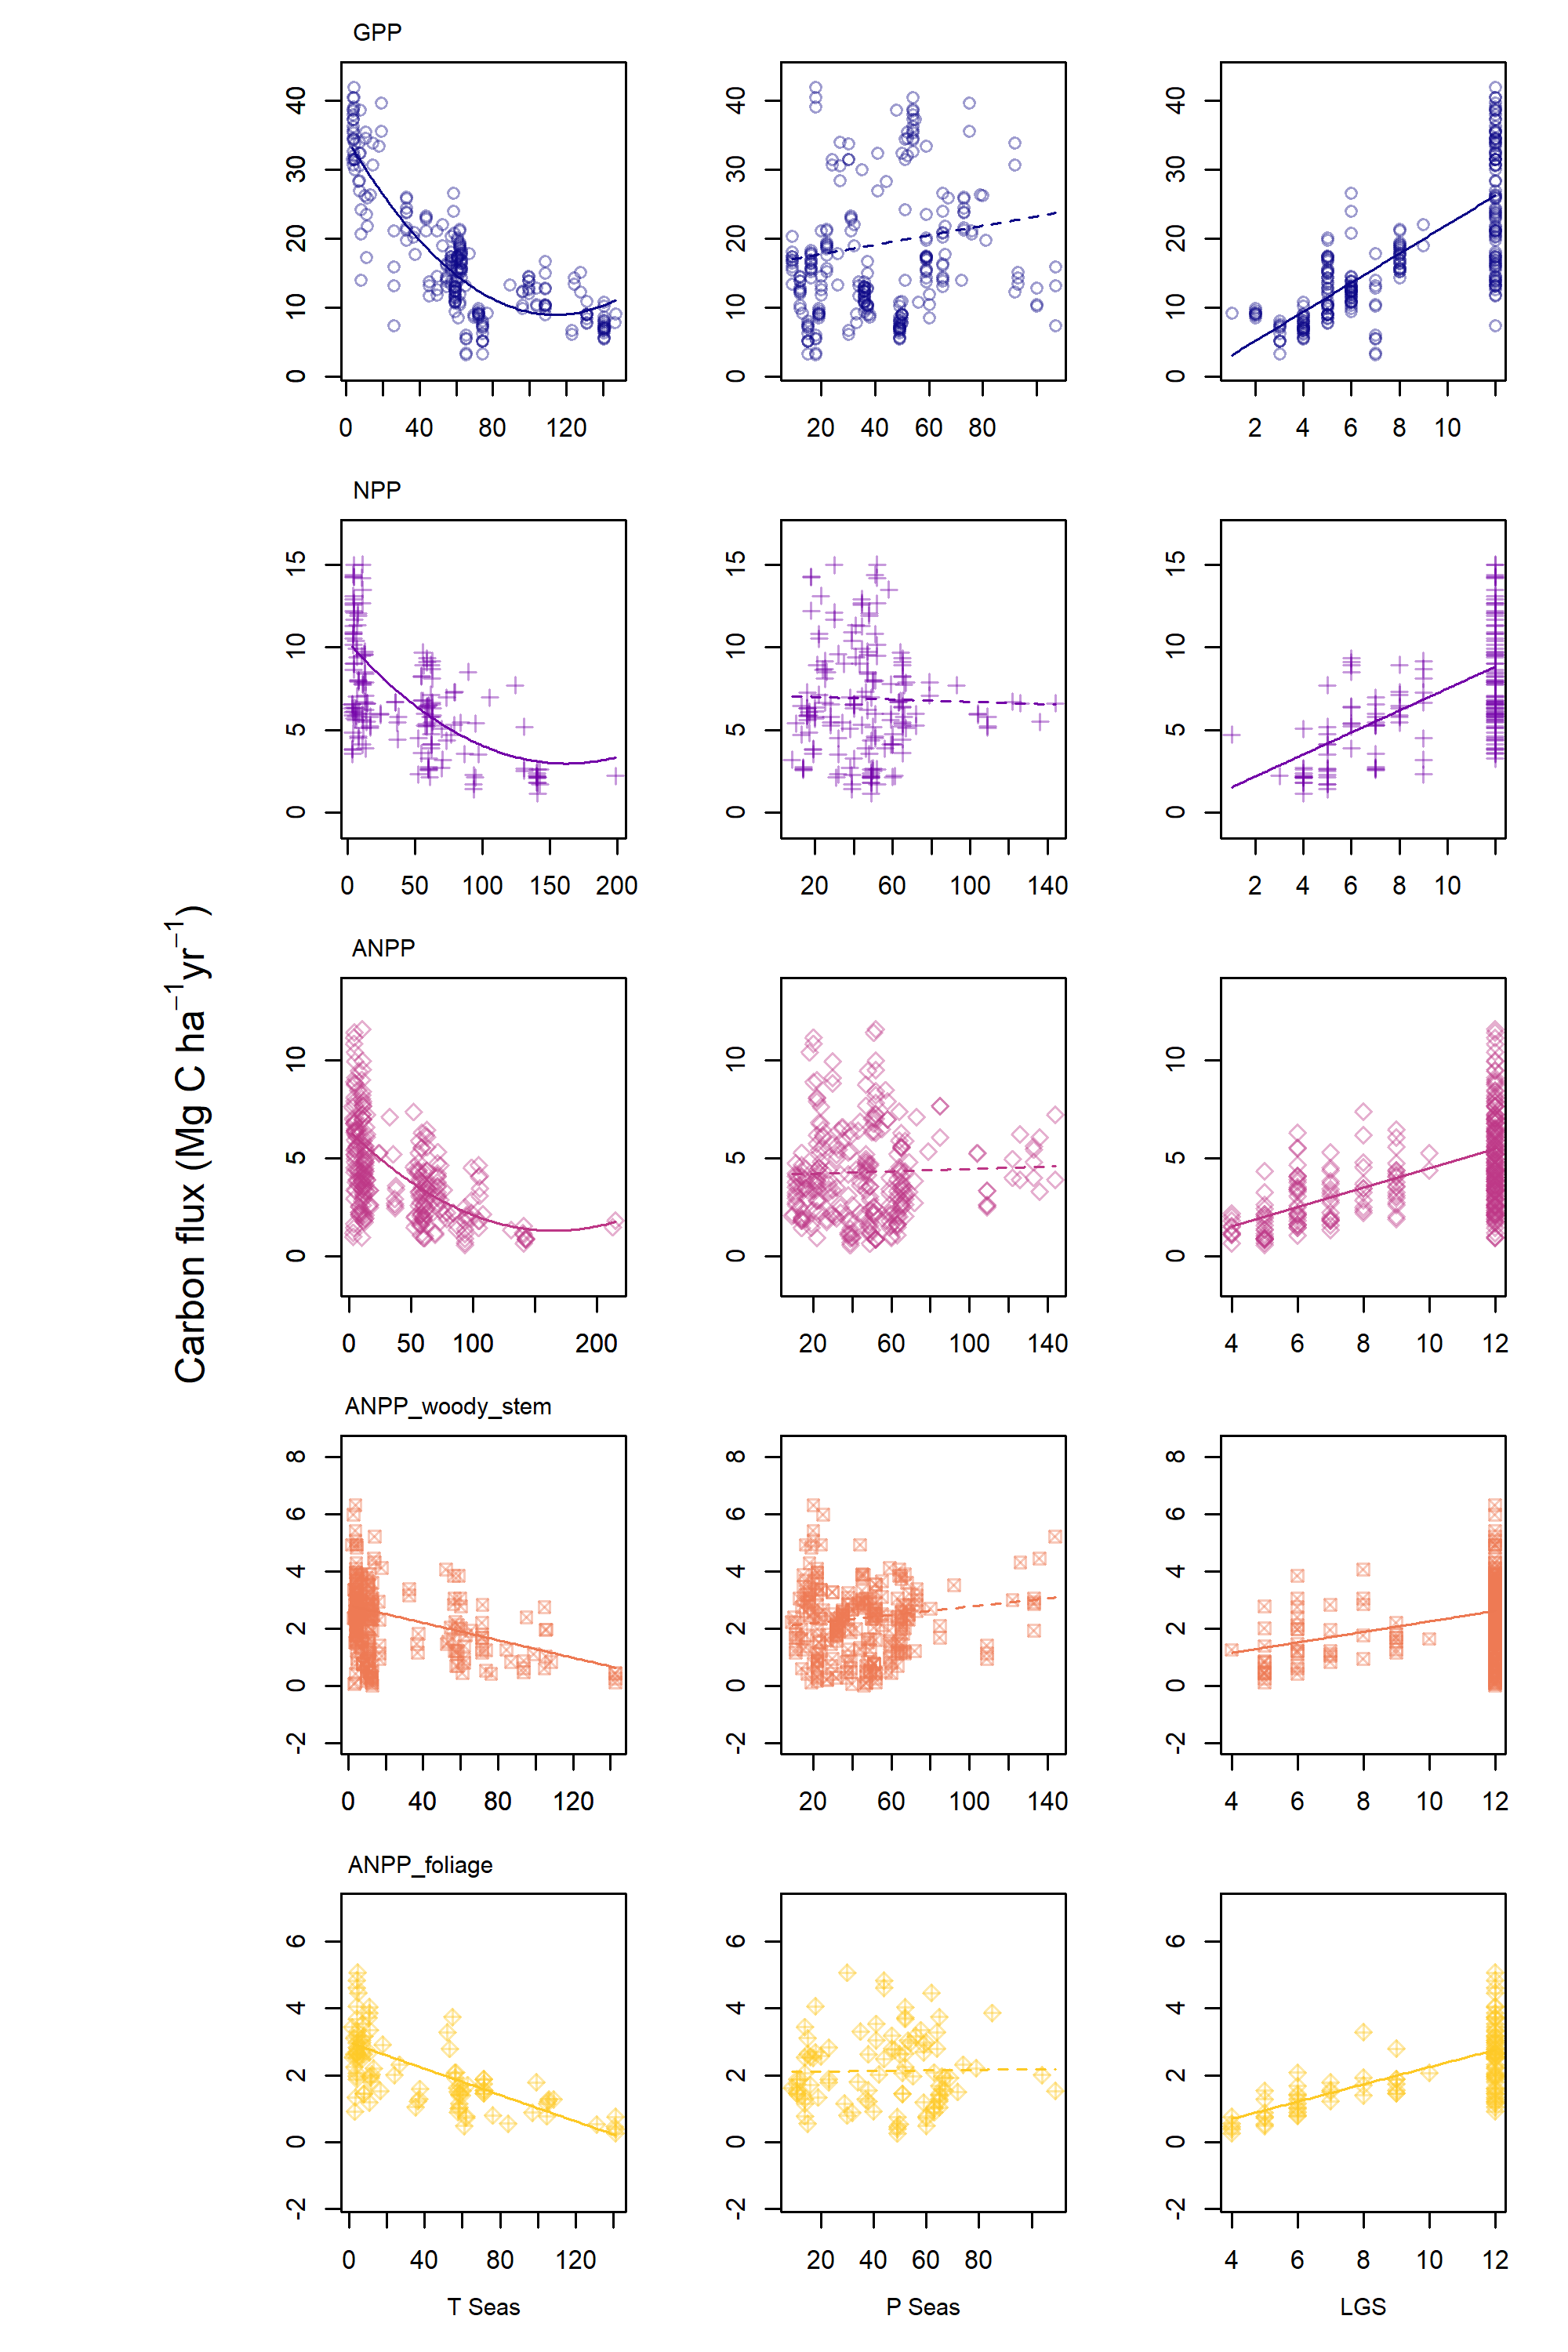 GPP
0 10 20 30 40
0 10 20 30 40
0 10 20 30 40
0 40 80 120
20 40 60 80
2 4 6 8 10
NPP
0 5 10 15
0 5 10 15
0 5 10 15
0 50 100 150 200
20 60 100 140
2 4 6 8 10
Carbon flux (Mg C ha⁻¹yr⁻¹)
ANPP
0 5 10
0 5 10
0 5 10
0 50 100 200
20 60 100 140
4 6 8 10 12
ANPP_woody_stem
-2 0 2 4 6 8
-2 0 2 4 6 8
-2 0 2 4 6 8
0 40 80 120
20 60 100 140
4 6 8 10 12
ANPP_foliage
-2 0 2 4 6
-2 0 2 4 6
-2 0 2 4 6
0 40 80 120
20 40 60 80
4 6 8 10 12
T Seas
P Seas
LGS